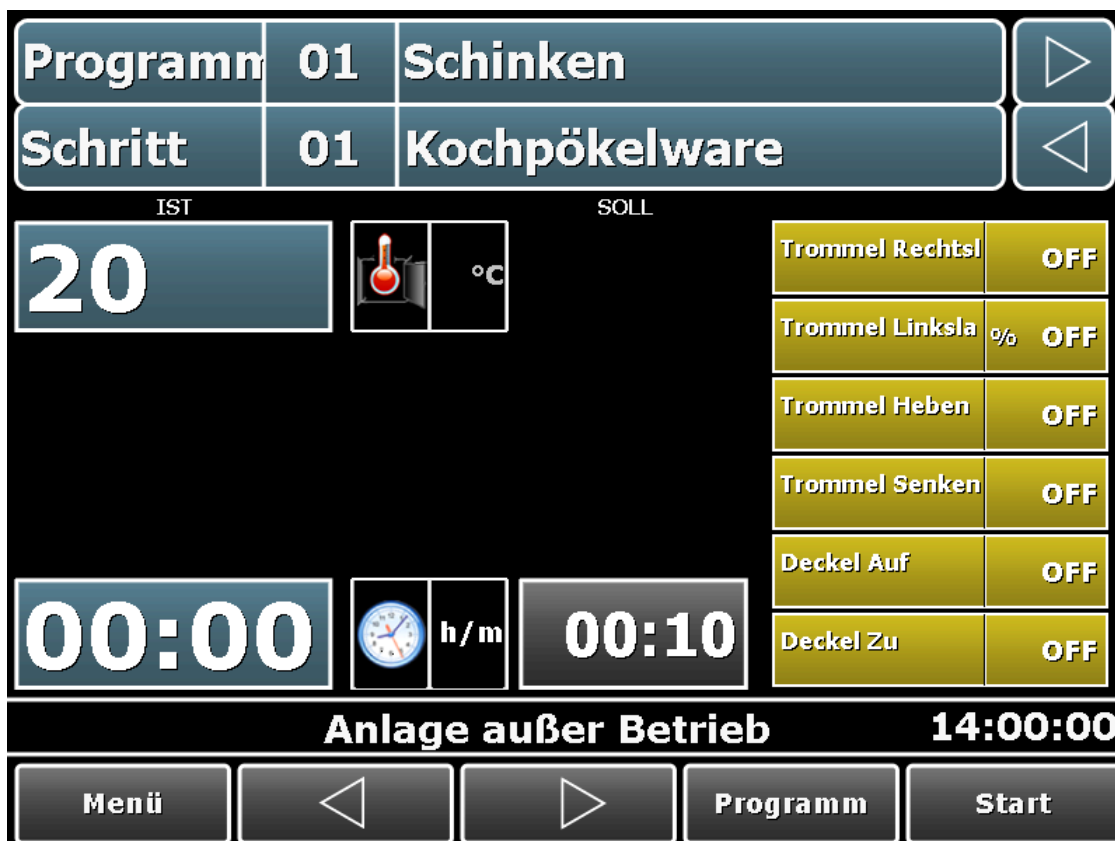 Programm 01 Schinken
Schritt 01 Kochpökelware
IST SOLL
20 °C
Trommel Rechtsl OFF
Trommel Linksla % OFF
Trommel Heben OFF
Trommel Senken OFF
Deckel Auf OFF
00:00 h/m 00:10
Deckel Zu OFF
Anlage außer Betrieb 14:00:00
Menü Programm Start